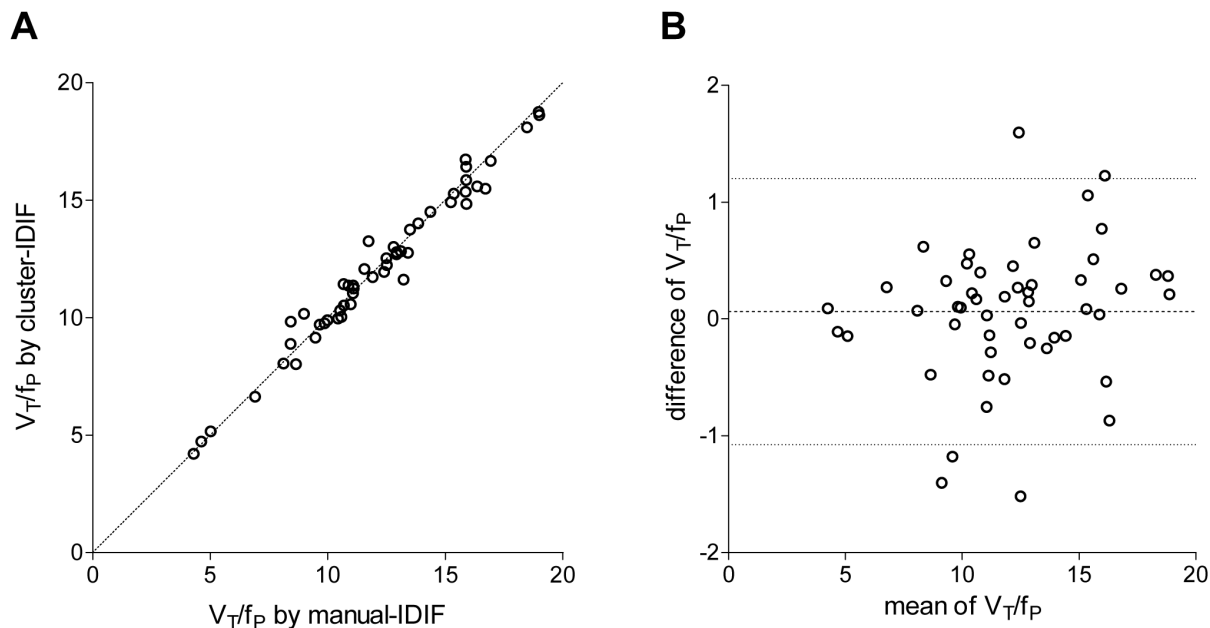 A
20
15
10
5
0
0 5 10 15 20
V_T/f_P by cluster-IDIF
V_T/f_P by manual-IDIF
B
2
1
0
-1
-2
0 5 10 15 20
difference of V_T/f_P
mean of V_T/f_P